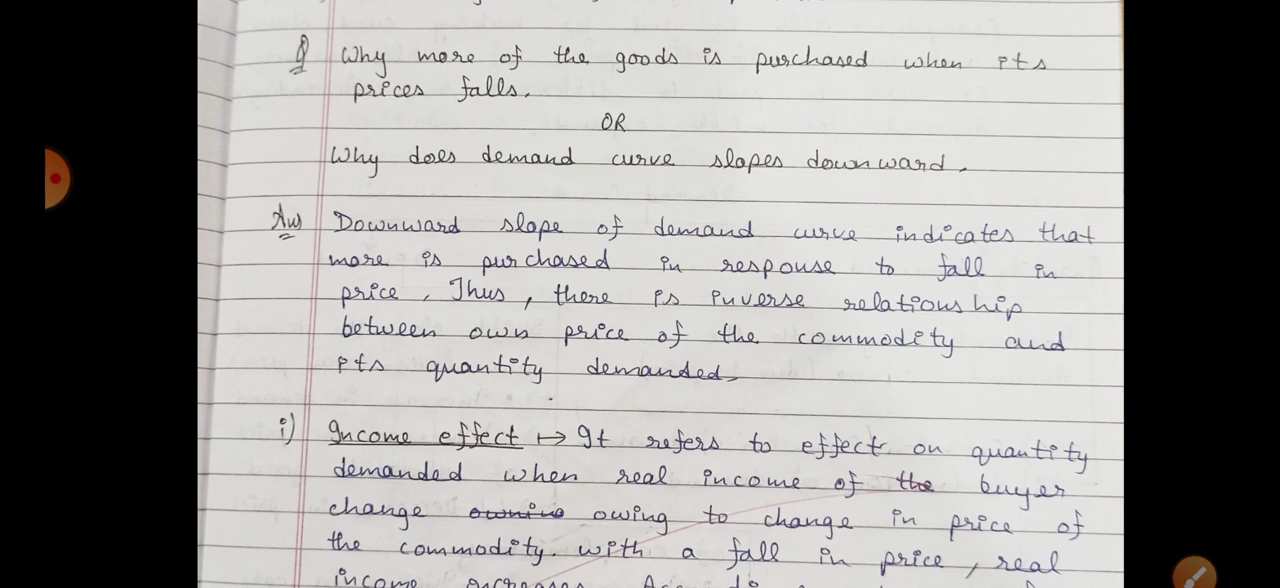 Q Why more of the goods is purchased when its
prices falls.
OR
Why does demand curve slopes downward.
Ans Downward slope of demand curve indicates that
more is purchased in response to fall in
price. Thus, there is inverse relationship
between own price of the commodity and
its quantity demanded.
i) Income effect ↦ It refers to effect on quantity
demanded when real income of the buyer
change owning owing to change in price of
the commodity. with a fall in price, real
income increases